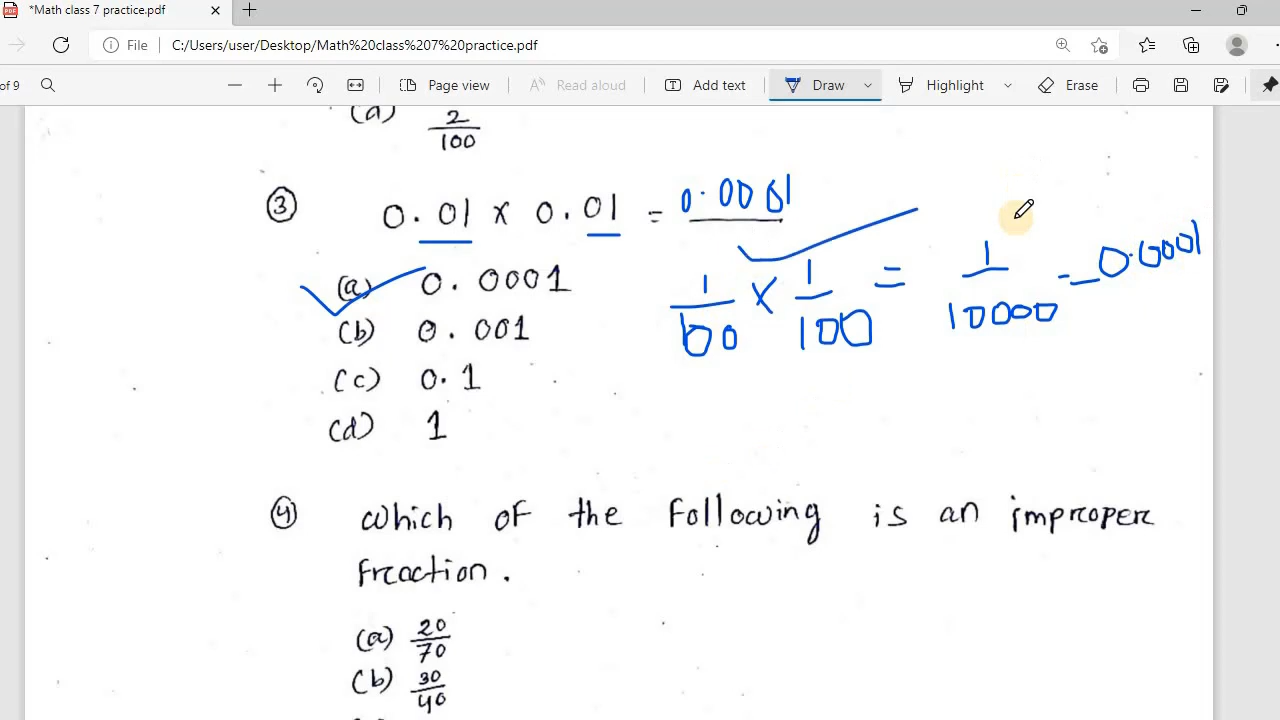 *Math class 7 practice.pdf
File
C:/Users/user/Desktop/Math%20class%207%20practice.pdf
of 9
Page view
Read aloud
Add text
Draw
Highlight
Erase
(d) 2/100
③ 0.01 x 0.01 = 0.0001
(a) 0.0001
1/100 x 1/100 = 1/10000 = 0.0001
(b) 0.001
(c) 0.1
(d) 1
④ Which of the following is an improper
fraction.
(a) 20/70
(b) 30/40